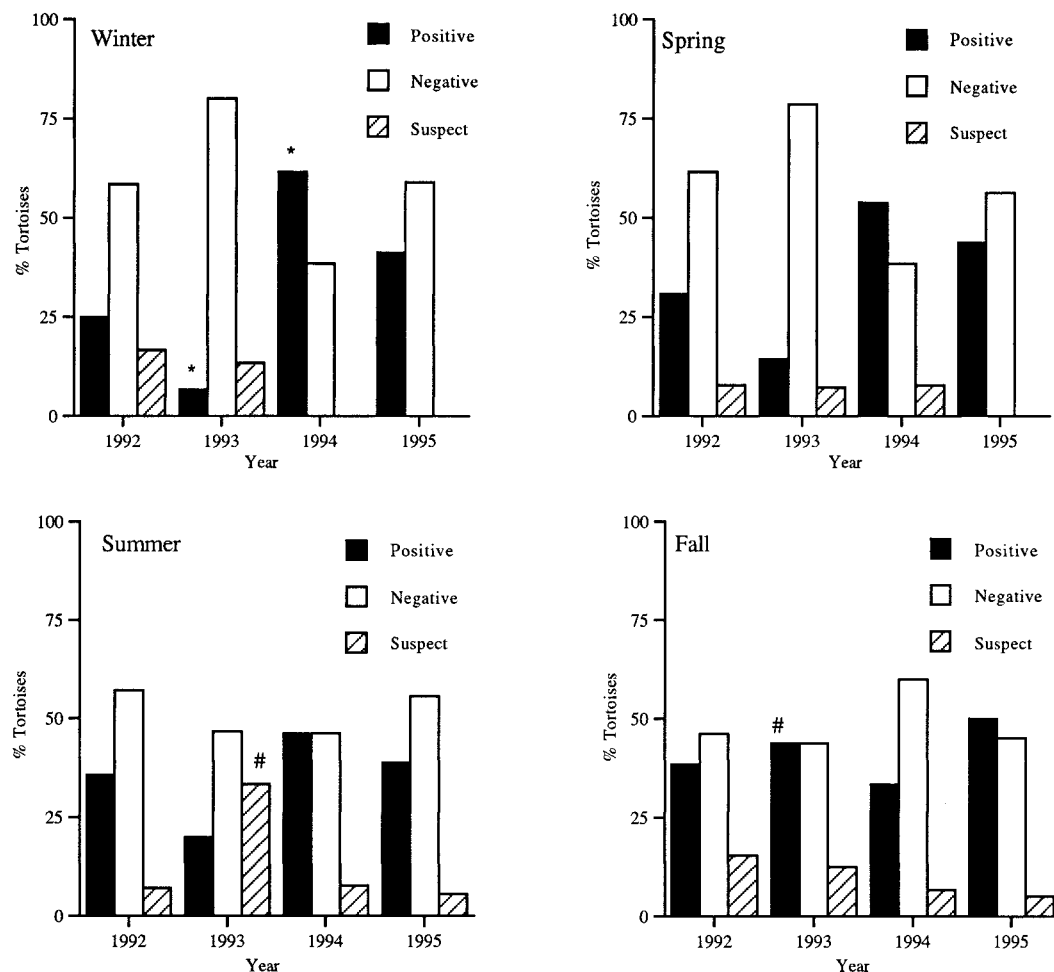 Winter
Positive
Negative
Suspect
100
75
50
25
0
% Tortoises
*
*
1992 1993 1994 1995
Year
Spring
Positive
Negative
Suspect
100
75
50
25
0
% Tortoises
1992 1993 1994 1995
Year
Summer
Positive
Negative
Suspect
100
75
50
25
0
% Tortoises
#
1992 1993 1994 1995
Year
Fall
Positive
Negative
Suspect
100
75
50
25
0
% Tortoises
#
1992 1993 1994 1995
Year